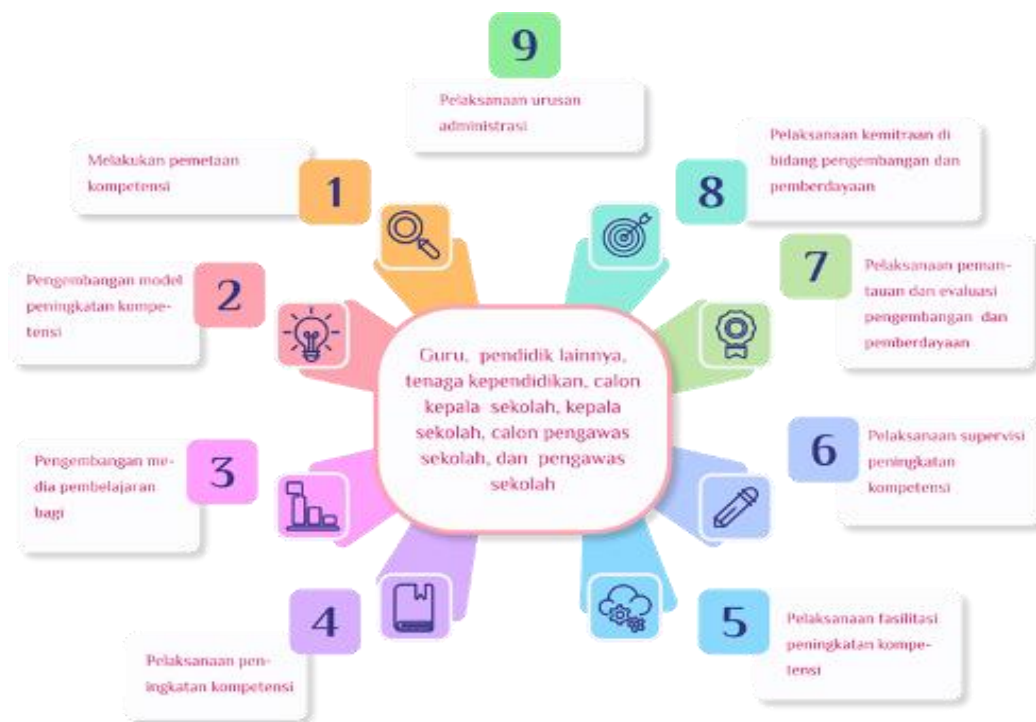 9
Pelaksanaan urusan
administrasi
Melakukan pemetaan
kompetensi
1
8
Pelaksanaan kemitraan di
bidang pengembangan dan
pemberdayaan
Pengembangan model
peningkatan kompe-
tensi
2
7
Pelaksanaan peman-
tauan dan evaluasi
pengembangan dan
pemberdayaan
Guru, pendidik lainnya,
tenaga kependidikan, calon
kepala sekolah, kepala
sekolah, calon pengawas
sekolah, dan pengawas
sekolah
Pengembangan me-
dia pembelajaran
bagi
3
6
Pelaksanaan supervisi
peningkatan
kompetensi
4
Pelaksanaan pen-
ingkatan kompetensi
5
Pelaksanaan fasilitasi
peningkatan kompe-
tensi